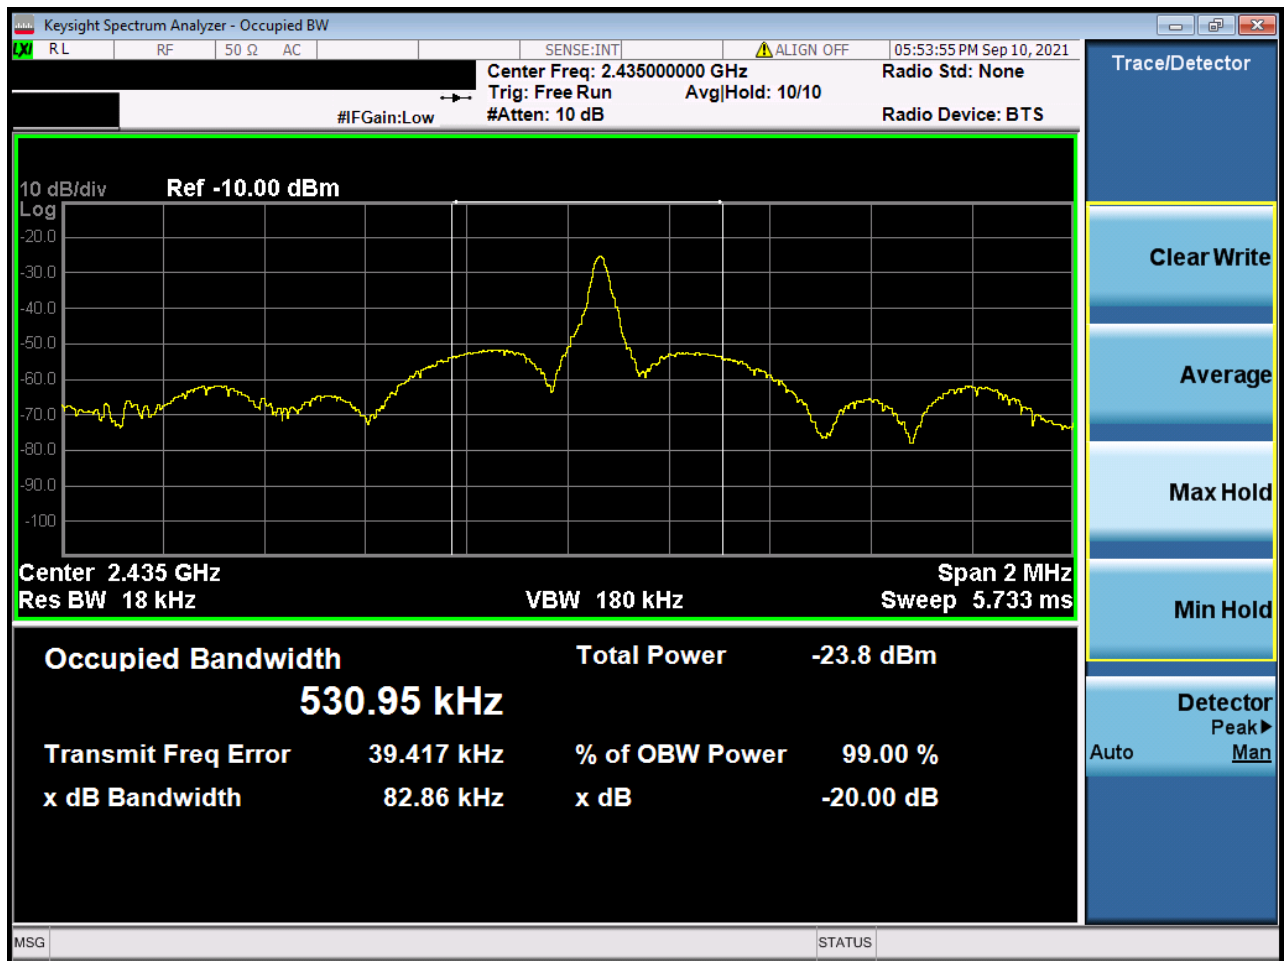 Keysight Spectrum Analyzer - Occupied BW
LXI RL RF 50 Ω AC SENSE:INT ALIGN OFF 05:53:55 PM Sep 10, 2021
Center Freq: 2.435000000 GHz Radio Std: None
Trig: Free Run Avg|Hold: 10/10
#IFGain:Low #Atten: 10 dB Radio Device: BTS
10 dB/div Ref -10.00 dBm
Log
-20.0
-30.0
-40.0
-50.0
-60.0
-70.0
-80.0
-90.0
-100
Center 2.435 GHz Span 2 MHz
Res BW 18 kHz VBW 180 kHz Sweep 5.733 ms
Occupied Bandwidth Total Power -23.8 dBm
530.95 kHz
Transmit Freq Error 39.417 kHz % of OBW Power 99.00 %
x dB Bandwidth 82.86 kHz x dB -20.00 dB
Trace/Detector
Clear Write
Average
Max Hold
Min Hold
Detector
Peak▶
Auto Man
MSG STATUS